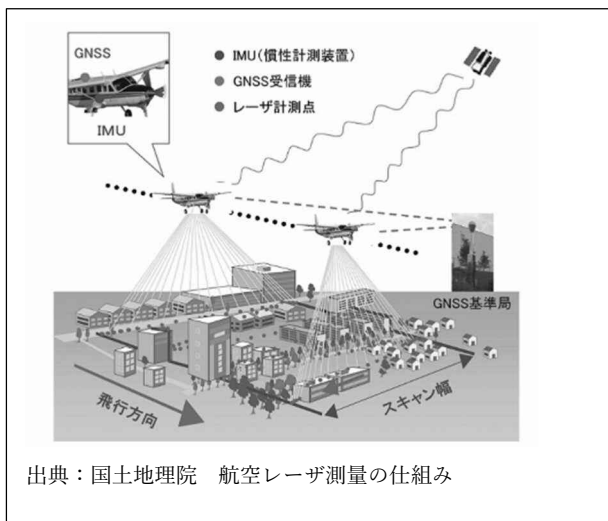 GNSS
IMU
● IMU(慣性計測装置)
● GNSS受信機
● レーザ計測点
GNSS基準局
飛行方向
スキャン幅
出典：国土地理院　航空レーザ測量の仕組み